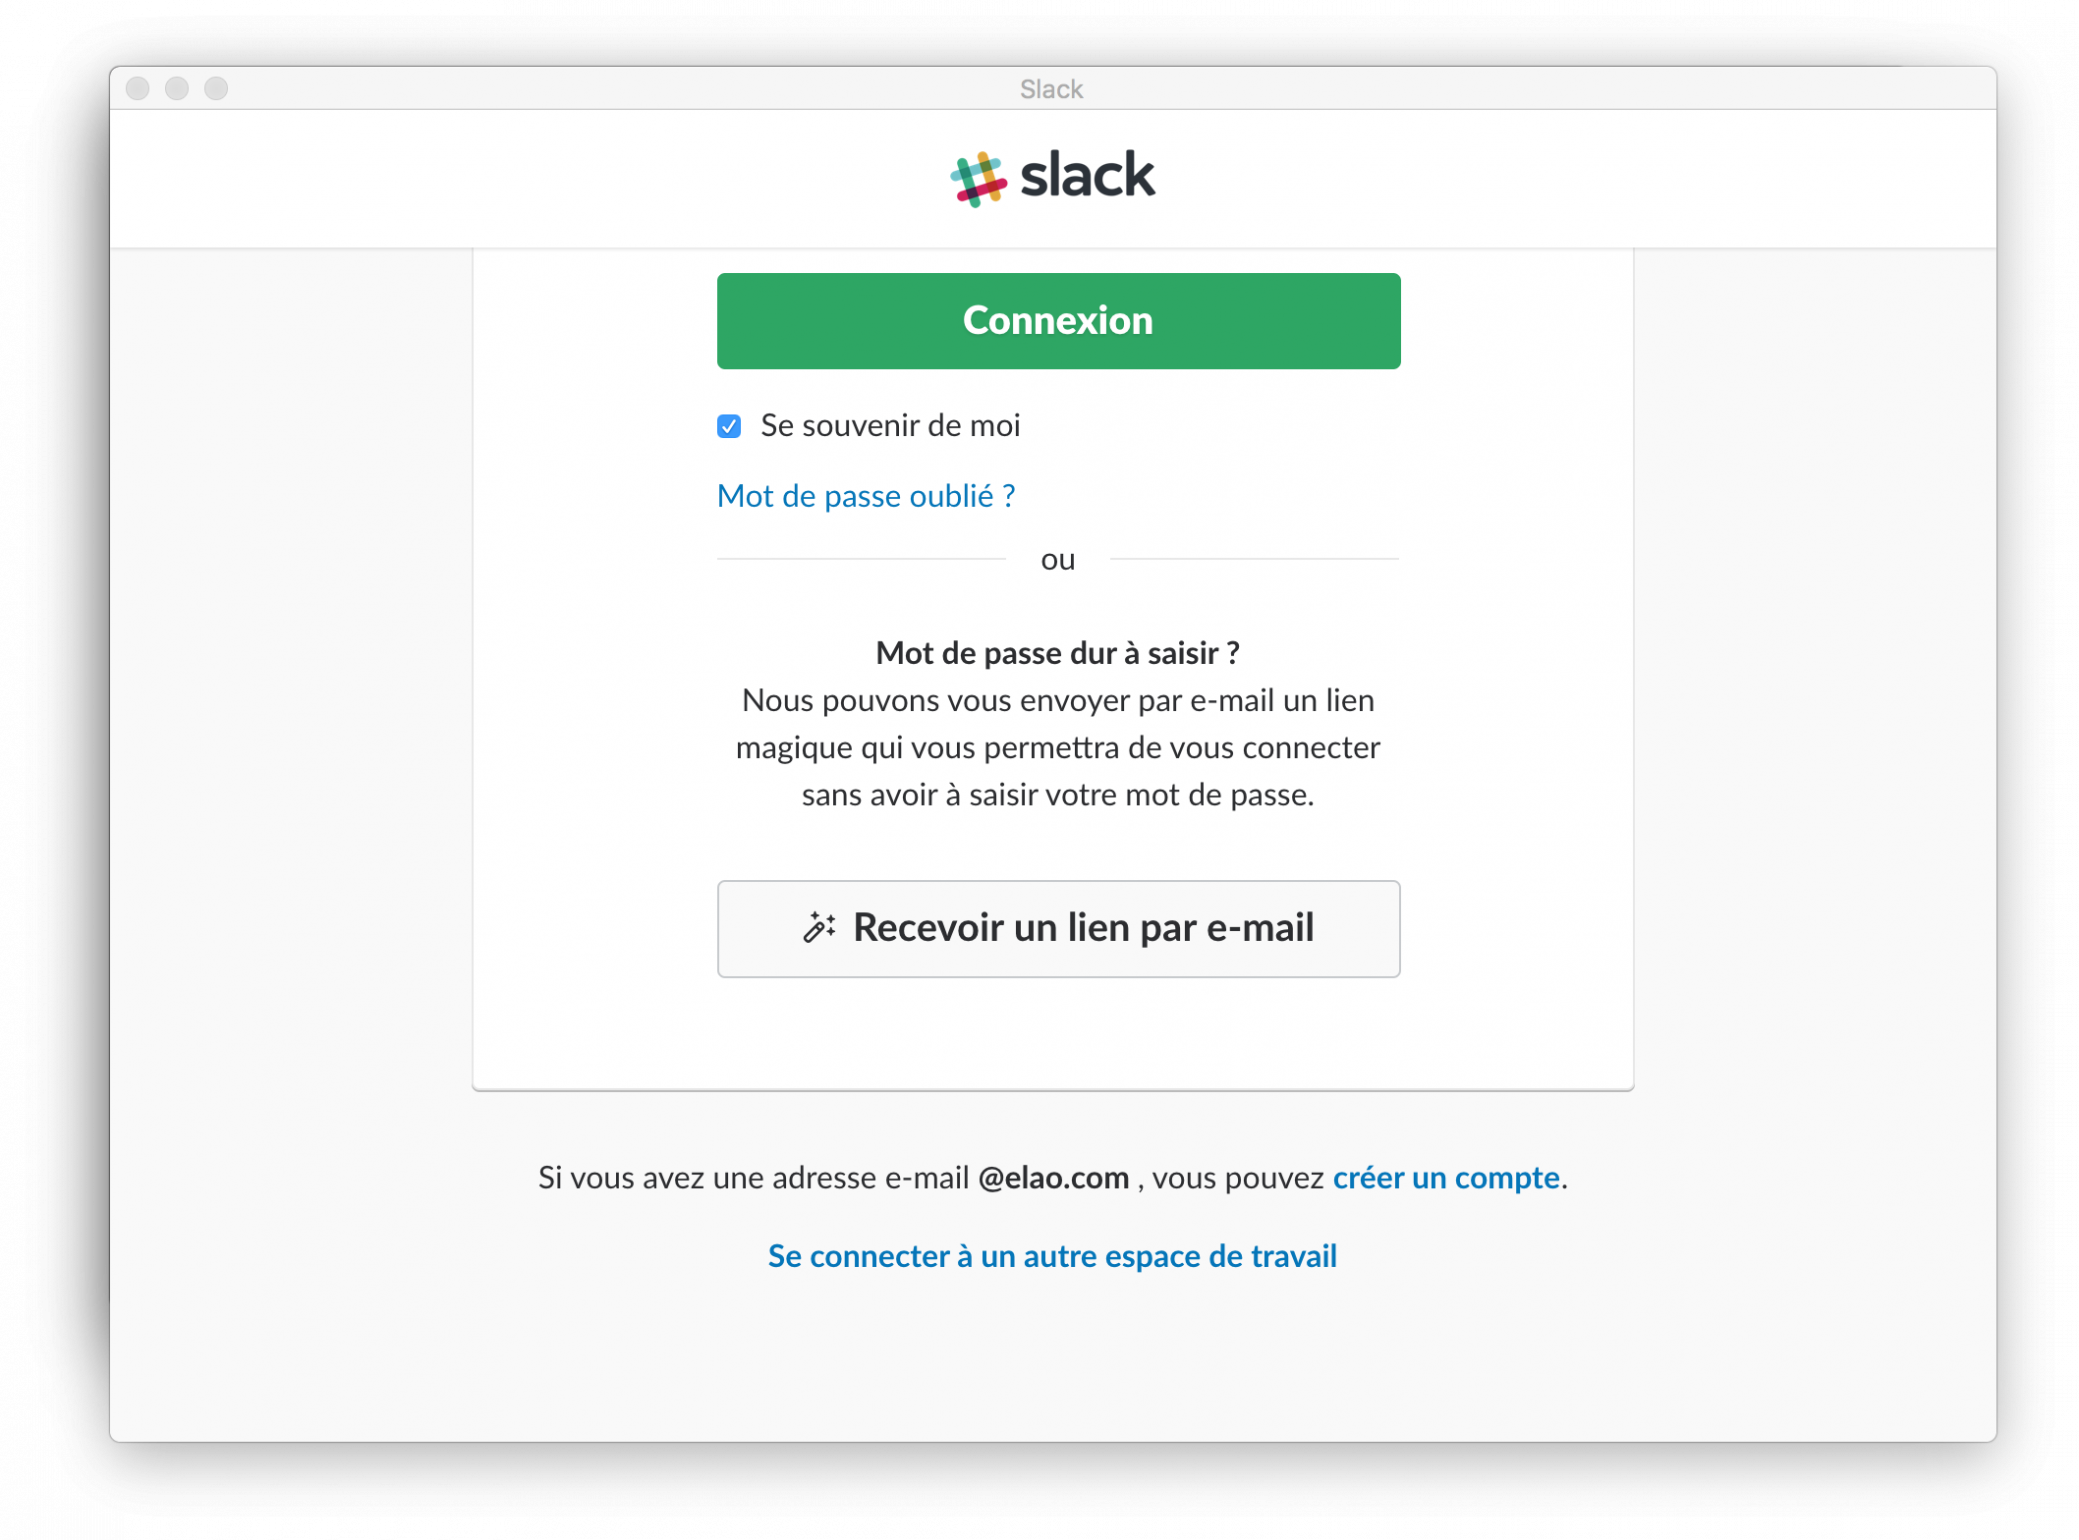 Slack
slack
Connexion
Se souvenir de moi
Mot de passe oublié ?
ou
Mot de passe dur à saisir ?
Nous pouvons vous envoyer par e-mail un lien
magique qui vous permettra de vous connecter
sans avoir à saisir votre mot de passe.
Recevoir un lien par e-mail
Si vous avez une adresse e-mail @elao.com , vous pouvez créer un compte.
Se connecter à un autre espace de travail